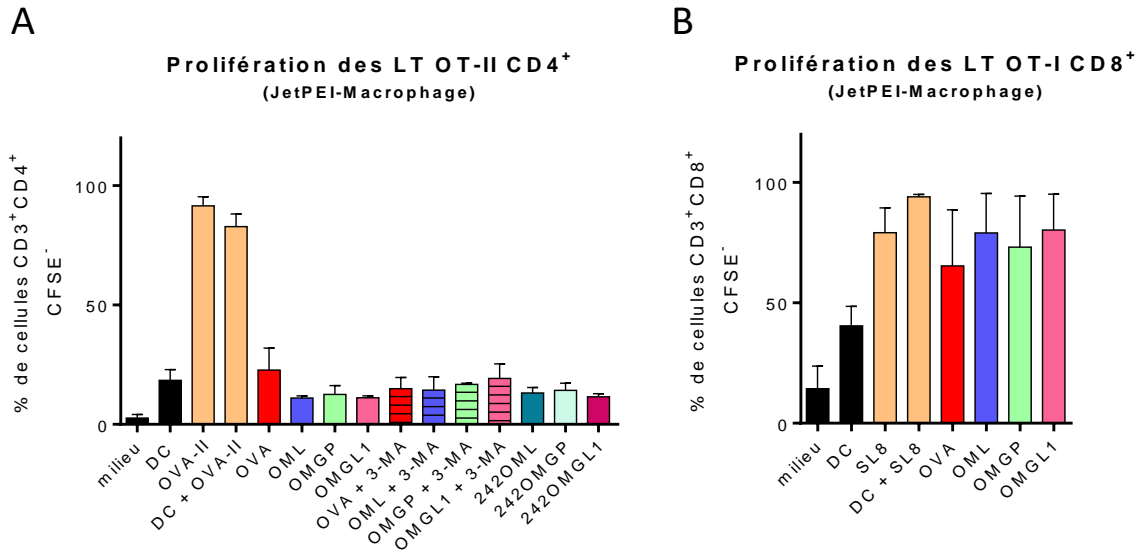 A
Prolifération des LT OT-II CD4⁺
(JetPEI-Macrophage)
% de cellules CD3⁺CD4⁺
CFSE⁻
100
50
0
milieu
DC
OVA-II
DC + OVA-II
OVA
OML
OMGP
OMGL1
OVA + 3-MA
OML + 3-MA
OMGP + 3-MA
OMGL1 + 3-MA
242OML
242OMGP
242OMGL1
B
Prolifération des LT OT-I CD8⁺
(JetPEI-Macrophage)
% de cellules CD3⁺CD8⁺
CFSE⁻
100
50
0
milieu
DC
SL8
DC + SL8
OVA
OML
OMGP
OMGL1